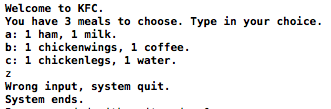 Welcome to KFC.
You have 3 meals to choose. Type in your choice.
a: 1 ham, 1 milk.
b: 1 chickenwings, 1 coffee.
c: 1 chickenlegs, 1 water.
z
Wrong input, system quit.
System ends.